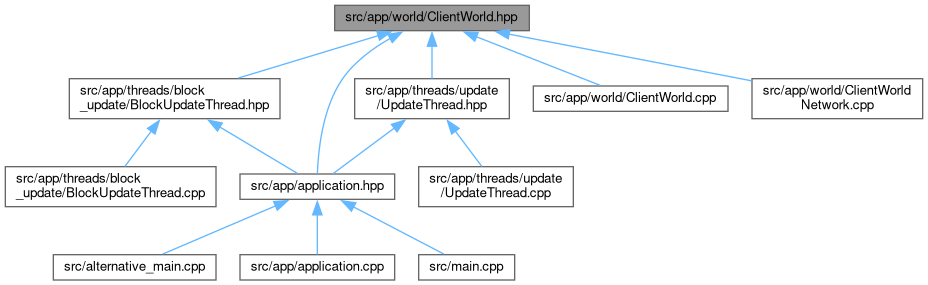 src/app/world/ClientWorld.hpp
src/app/threads/block
_update/BlockUpdateThread.hpp
src/app/threads/update
/UpdateThread.hpp
src/app/world/ClientWorld.cpp
src/app/world/ClientWorld
Network.cpp
src/app/threads/block
_update/BlockUpdateThread.cpp
src/app/application.hpp
src/app/threads/update
/UpdateThread.cpp
src/alternative_main.cpp
src/app/application.cpp
src/main.cpp